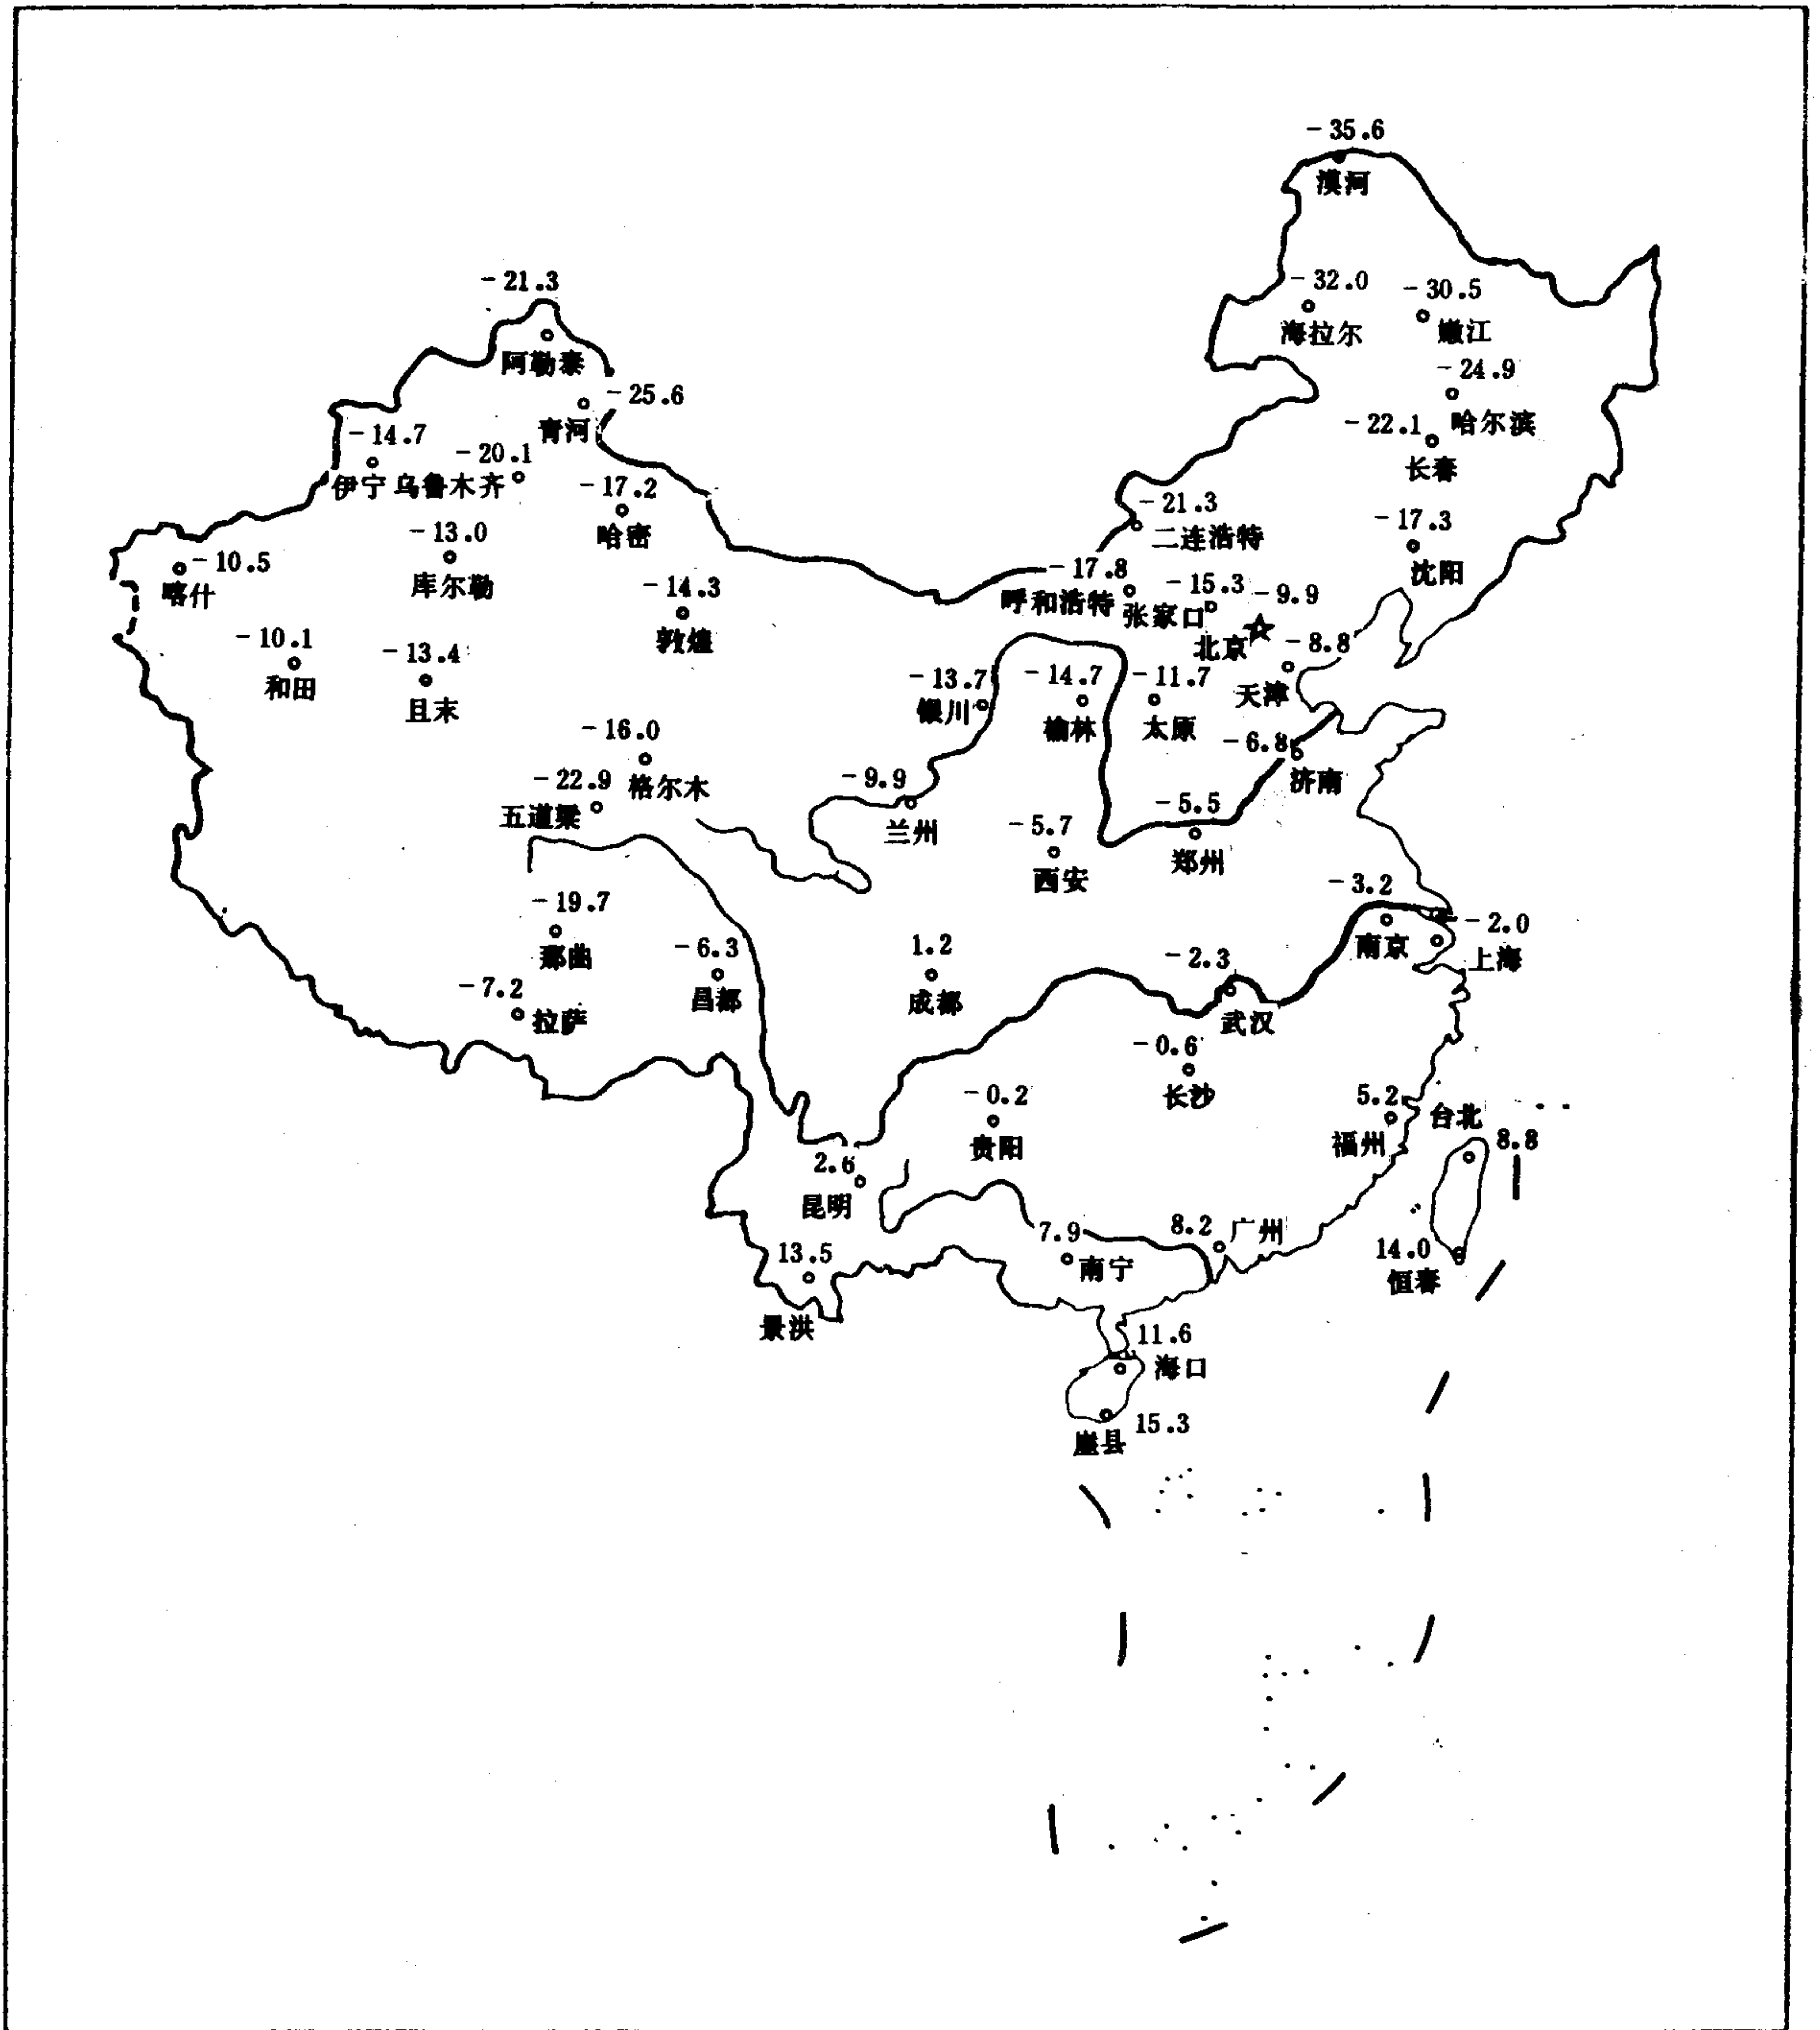 - 35.6
漠河
- 21.3
阿勒泰
- 32.0
海拉尔
- 30.5
嫩江
- 25.6
青河
- 24.9
哈尔滨
- 22.1
长春
- 14.7
伊宁
- 20.1
乌鲁木齐
- 17.2
哈密
- 21.3
二连浩特
- 17.3
沈阳
- 10.5
喀什
- 13.0
库尔勒
- 14.3
敦煌
- 17.8
呼和浩特
- 15.3
张家口
- 9.9
北京
- 8.8
天津
- 10.1
和田
- 13.4
且末
- 13.7
银川
- 14.7
榆林
- 11.7
太原
- 6.8
济南
- 16.0
格尔木
- 22.9
五道梁
- 9.9
兰州
- 5.7
西安
- 5.5
郑州
- 3.2
南京
- 2.0
上海
- 19.7
那曲
- 6.3
昌都
1.2
成都
- 2.3
武汉
- 7.2
拉萨
- 0.6
长沙
- 0.2
贵阳
5.2
福州
台北
8.8
2.6
昆明
7.9
南宁
8.2
广州
14.0
恒春
13.5
景洪
11.6
海口
15.3
崖县